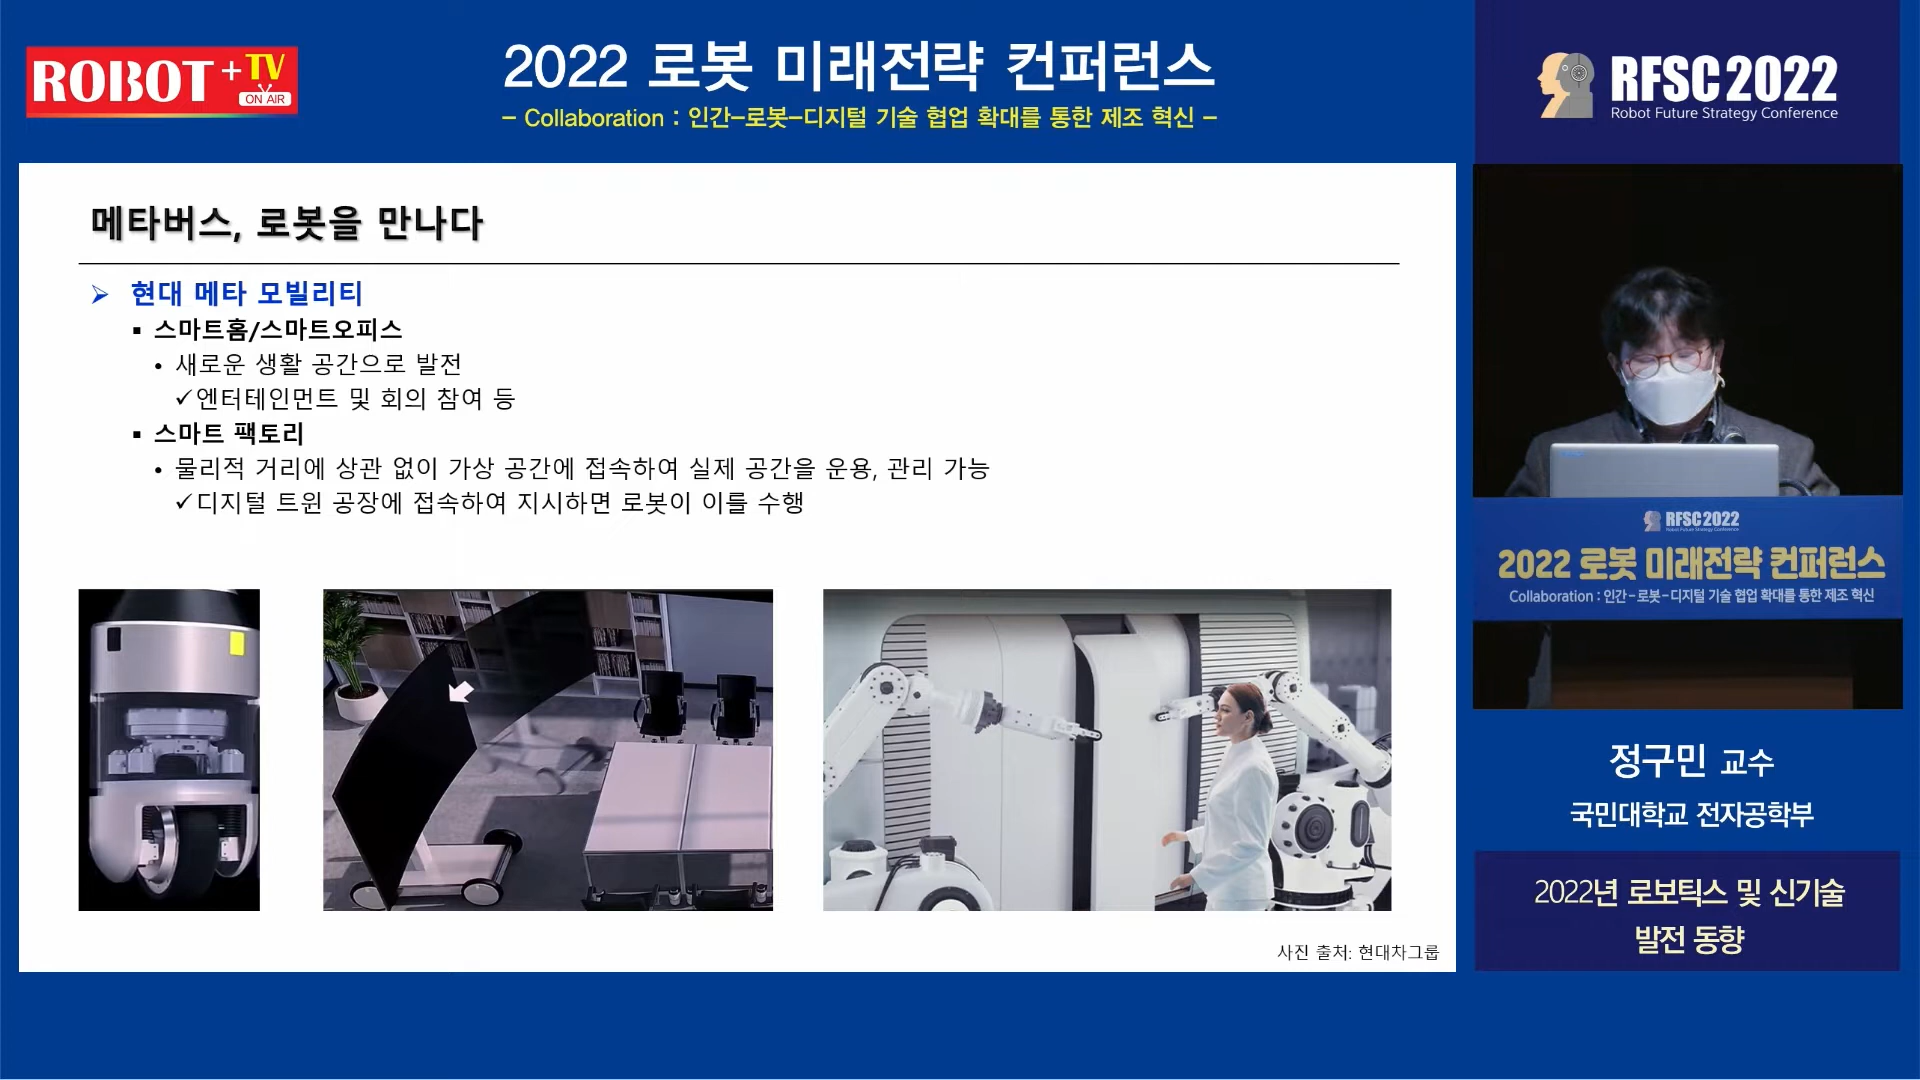 ROBOT+TV
ON AIR
2022 로봇 미래전략 컨퍼런스
– Collaboration : 인간–로봇–디지털 기술 협업 확대를 통한 제조 혁신 –
RFSC 2022
Robot Future Strategy Conference
메타버스, 로봇을 만나다
➢ 현대 메타 모빌리티
▪ 스마트홈/스마트오피스
• 새로운 생활 공간으로 발전
✓엔터테인먼트 및 회의 참여 등
▪ 스마트 팩토리
• 물리적 거리에 상관 없이 가상 공간에 접속하여 실제 공간을 운용, 관리 가능
✓디지털 트윈 공장에 접속하여 지시하면 로봇이 이를 수행
사진 출처: 현대차그룹
RFSC 2022
Robot Future Strategy Conference
2022 로봇 미래전략 컨퍼런스
Collaboration : 인간-로봇-디지털 기술 협업 확대를 통한 제조 혁신
정구민 교수
국민대학교 전자공학부
2022년 로보틱스 및 신기술
발전 동향